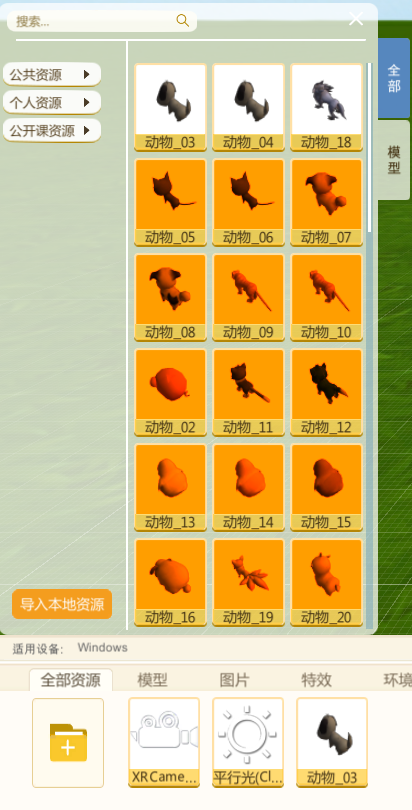 搜索...
公共资源
个人资源
公开课资源
全部
模型
动物_03
动物_04
动物_18
动物_05
动物_06
动物_07
动物_08
动物_09
动物_10
动物_02
动物_11
动物_12
动物_13
动物_14
动物_15
动物_16
动物_19
动物_20
导入本地资源
适用设备: Windows
全部资源 模型 图片 特效 环境
XRCame...
平行光(Cl...
动物_03